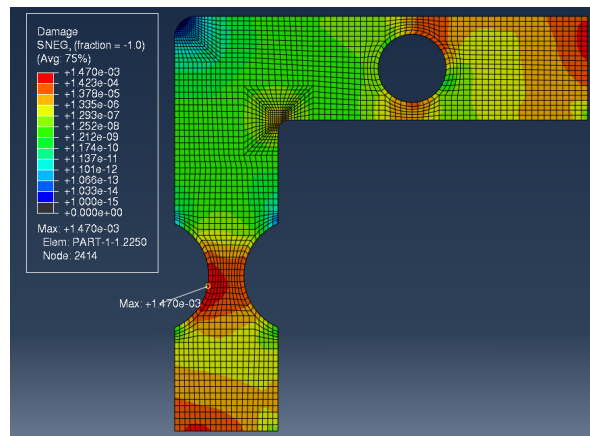 Damage
SNEG, (fraction = -1.0)
(Avg: 75%)
+1.470e-03
+1.423e-04
+1.378e-05
+1.335e-06
+1.293e-07
+1.252e-08
+1.212e-09
+1.174e-10
+1.137e-11
+1.101e-12
+1.066e-13
+1.033e-14
+1.000e-15
+0.000e+00
Max: +1.470e-03
Elem: PART-1-1.2250
Node: 2414
Max: +1.470e-03